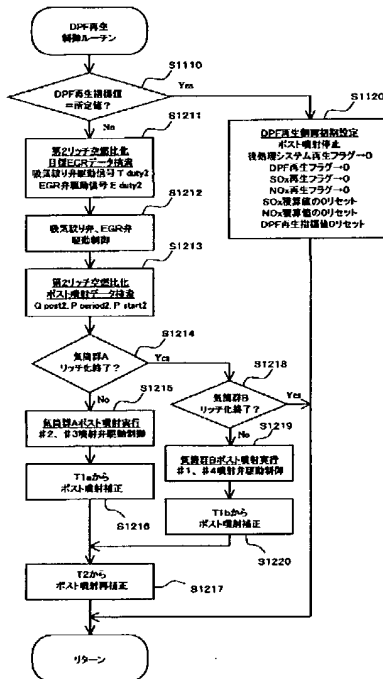 DPF再生
制御ルーチン
S1110
DPF再生指標値
=所定値?
Yes
No
S1120
DPF再生制御初期設定
ポスト噴射停止
後処理システム再生フラグ→0
DPF再生フラグ→0
SOx再生フラグ→0
NOx再生フラグ→0
SOx積算値の0リセット
NOx積算値の0リセット
DPF再生指標値0リセット
S1211
第2リッチ空燃比化
目標EGRデータ検索
吸気絞り弁駆動信号T duty2
EGR弁駆動信号E duty2
S1212
吸気絞り弁、EGR弁
駆動制御
S1213
第2リッチ空燃比化
ポスト噴射データ検索
Q post2, P period2, P start2
S1214
気筒群A
リッチ化終了?
Yes
No
S1218
気筒群B
リッチ化終了?
Yes
No
S1215
気筒群Aポスト噴射実行
#2、#3噴射弁駆動制御
S1219
気筒群Bポスト噴射実行
#1、#4噴射弁駆動制御
T1aから
ポスト噴射補正
S1216
T1bから
ポスト噴射補正
S1220
T2から
ポスト噴射再補正
S1217
リターン